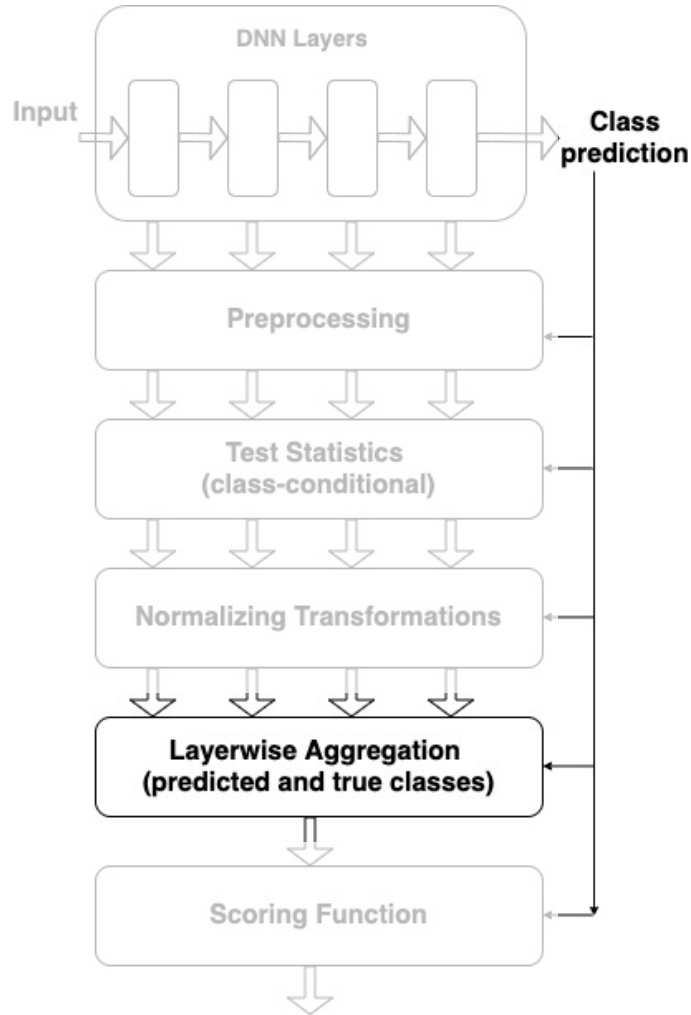 DNN Layers
Input
Class
prediction
Preprocessing
Test Statistics
(class-conditional)
Normalizing Transformations
Layerwise Aggregation
(predicted and true classes)
Scoring Function